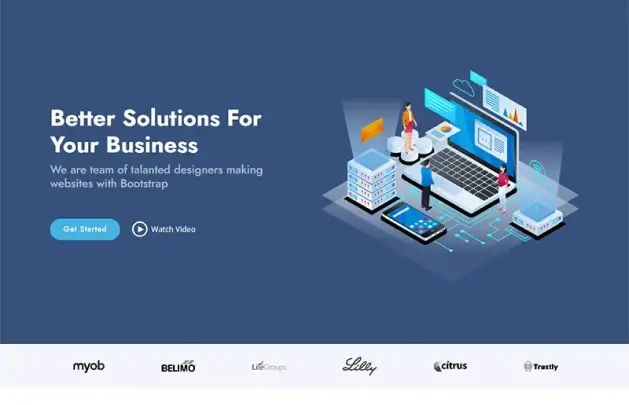 Better Solutions For
Your Business
We are team of talanted designers making
websites with Bootstrap
Get Started
Watch Video
myob
BELIMO
LifeGroups
Lilly
citrus
Trustly